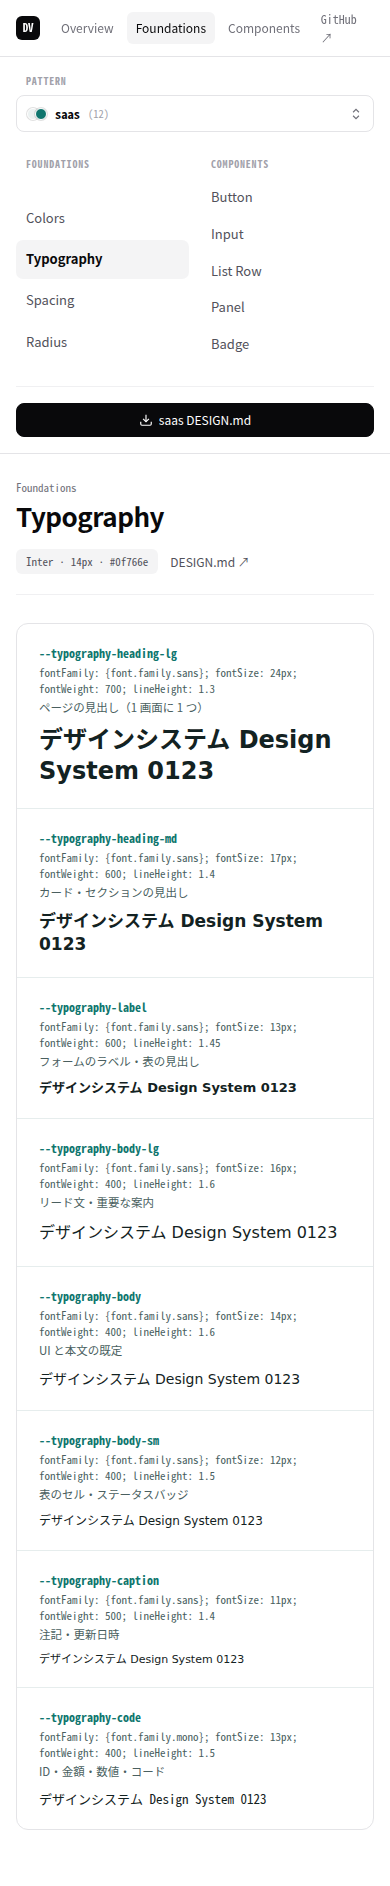 DV
Overview
Foundations
Components
GitHub
↗
PATTERN
saas (12)
FOUNDATIONS
Colors
Typography
Spacing
Radius
COMPONENTS
Button
Input
List Row
Panel
Badge
saas DESIGN.md
Foundations
Typography
Inter · 14px · #0f766e
DESIGN.md ↗
--typography-heading-lg
fontFamily: {font.family.sans}; fontSize: 24px;
fontWeight: 700; lineHeight: 1.3
ページの見出し（1 画面に 1 つ）
デザインシステム Design
System 0123
--typography-heading-md
fontFamily: {font.family.sans}; fontSize: 17px;
fontWeight: 600; lineHeight: 1.4
カード・セクションの見出し
デザインシステム Design System
0123
--typography-label
fontFamily: {font.family.sans}; fontSize: 13px;
fontWeight: 600; lineHeight: 1.45
フォームのラベル・表の見出し
デザインシステム Design System 0123
--typography-body-lg
fontFamily: {font.family.sans}; fontSize: 16px;
fontWeight: 400; lineHeight: 1.6
リード文・重要な案内
デザインシステム Design System 0123
--typography-body
fontFamily: {font.family.sans}; fontSize: 14px;
fontWeight: 400; lineHeight: 1.6
UI と本文の既定
デザインシステム Design System 0123
--typography-body-sm
fontFamily: {font.family.sans}; fontSize: 12px;
fontWeight: 400; lineHeight: 1.5
表のセル・ステータスバッジ
デザインシステム Design System 0123
--typography-caption
fontFamily: {font.family.sans}; fontSize: 11px;
fontWeight: 500; lineHeight: 1.4
注記・更新日時
デザインシステム Design System 0123
--typography-code
fontFamily: {font.family.mono}; fontSize: 13px;
fontWeight: 400; lineHeight: 1.5
ID・金額・数値・コード
デザインシステム Design System 0123